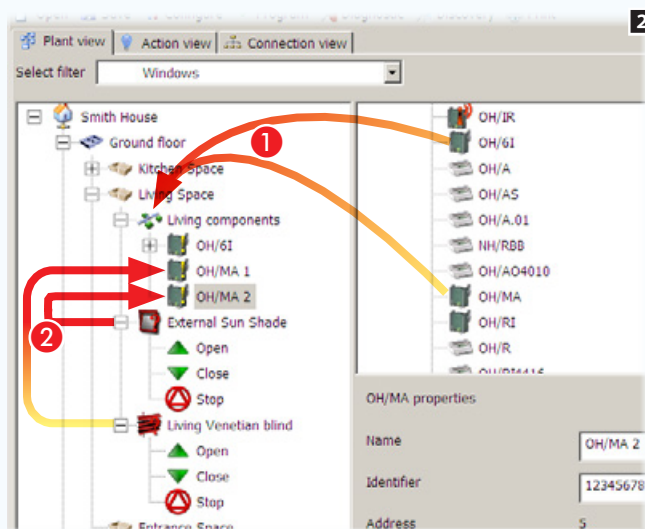 2
Plant view Action view Connection view
Select filter Windows
Smith House
Ground floor
Kitchen Space
Living Space
Living components
OH/6I
OH/MA 1
OH/MA 2
External Sun Shade
Open
Close
Stop
Living Venetian blind
Open
Close
Stop
Entrance Space
1
2
OH/IR
OH/6I
OH/A
OH/AS
OH/A.01
NH/RBB
OH/AO4010
OH/MA
OH/RI
OH/R
OH/MA properties
Name OH/MA 2
Identifier 12345678
Address 5